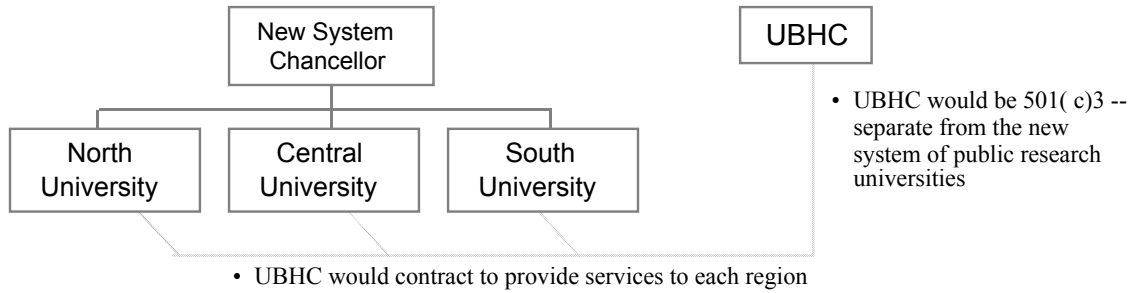 New System
Chancellor
UBHC
North
University
Central
University
South
University
• UBHC would be 501( c)3 --
separate from the new
system of public research
universities
• UBHC would contract to provide services to each region